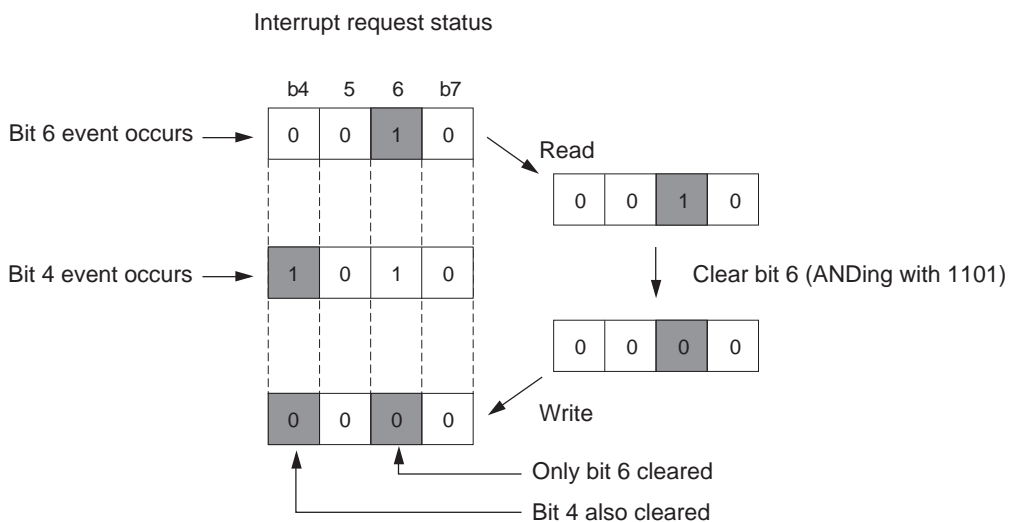 Interrupt request status
b4 5 6 b7
Bit 6 event occurs 0 0 1 0
Read
0 0 1 0
Bit 4 event occurs 1 0 1 0
Clear bit 6 (ANDing with 1101)
0 0 0 0
Write
0 0 0 0
Only bit 6 cleared
Bit 4 also cleared